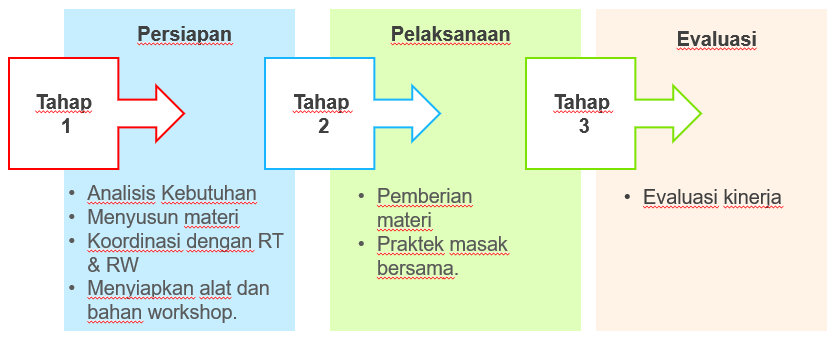 Persiapan
Tahap
1
• Analisis Kebutuhan
• Menyusun materi
• Koordinasi dengan RT
& RW
• Menyiapkan alat dan
bahan workshop.
Pelaksanaan
Tahap
2
• Pemberian
materi
• Praktek masak
bersama.
Evaluasi
Tahap
3
• Evaluasi kinerja